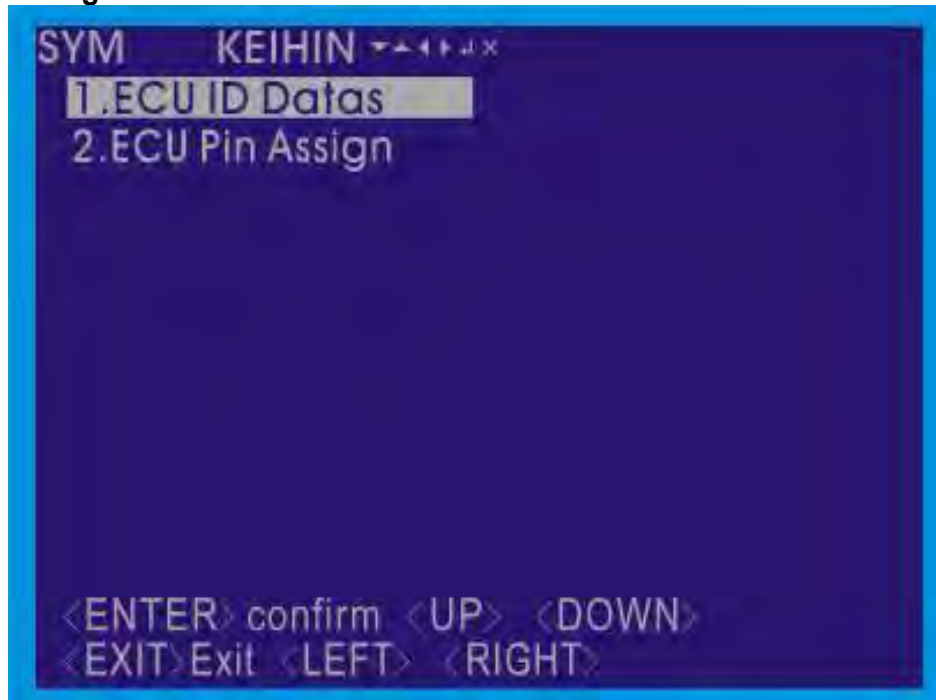 SYM KEIHIN ▼▲◀▶↲×
1.ECU ID Datas
2.ECU Pin Assign
<ENTER> confirm <UP> <DOWN>
<EXIT> Exit <LEFT> <RIGHT>